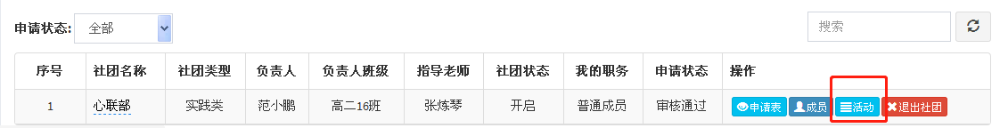 申请状态: 全部 搜索
序号 社团名称 社团类型 负责人 负责人班级 指导老师 社团状态 我的职务 申请状态 操作
1 心联部 实践类 范小鹏 高二16班 张炼琴 开启 普通成员 审核通过 申请表 成员 活动 退出社团